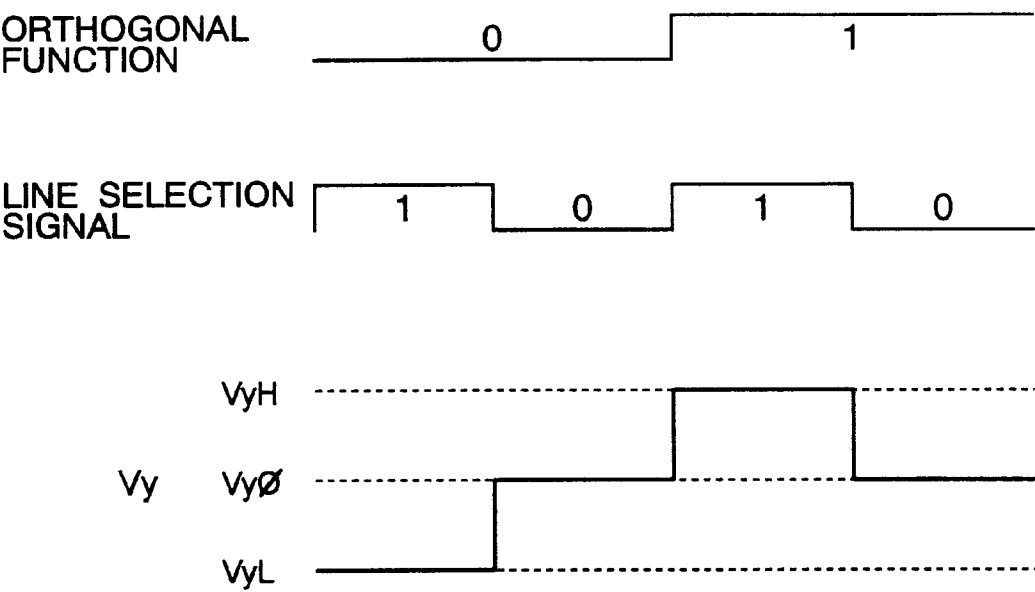 ORTHOGONAL
FUNCTION
0 1
LINE SELECTION
SIGNAL
1 0 1 0
VyH
Vy VyØ
VyL